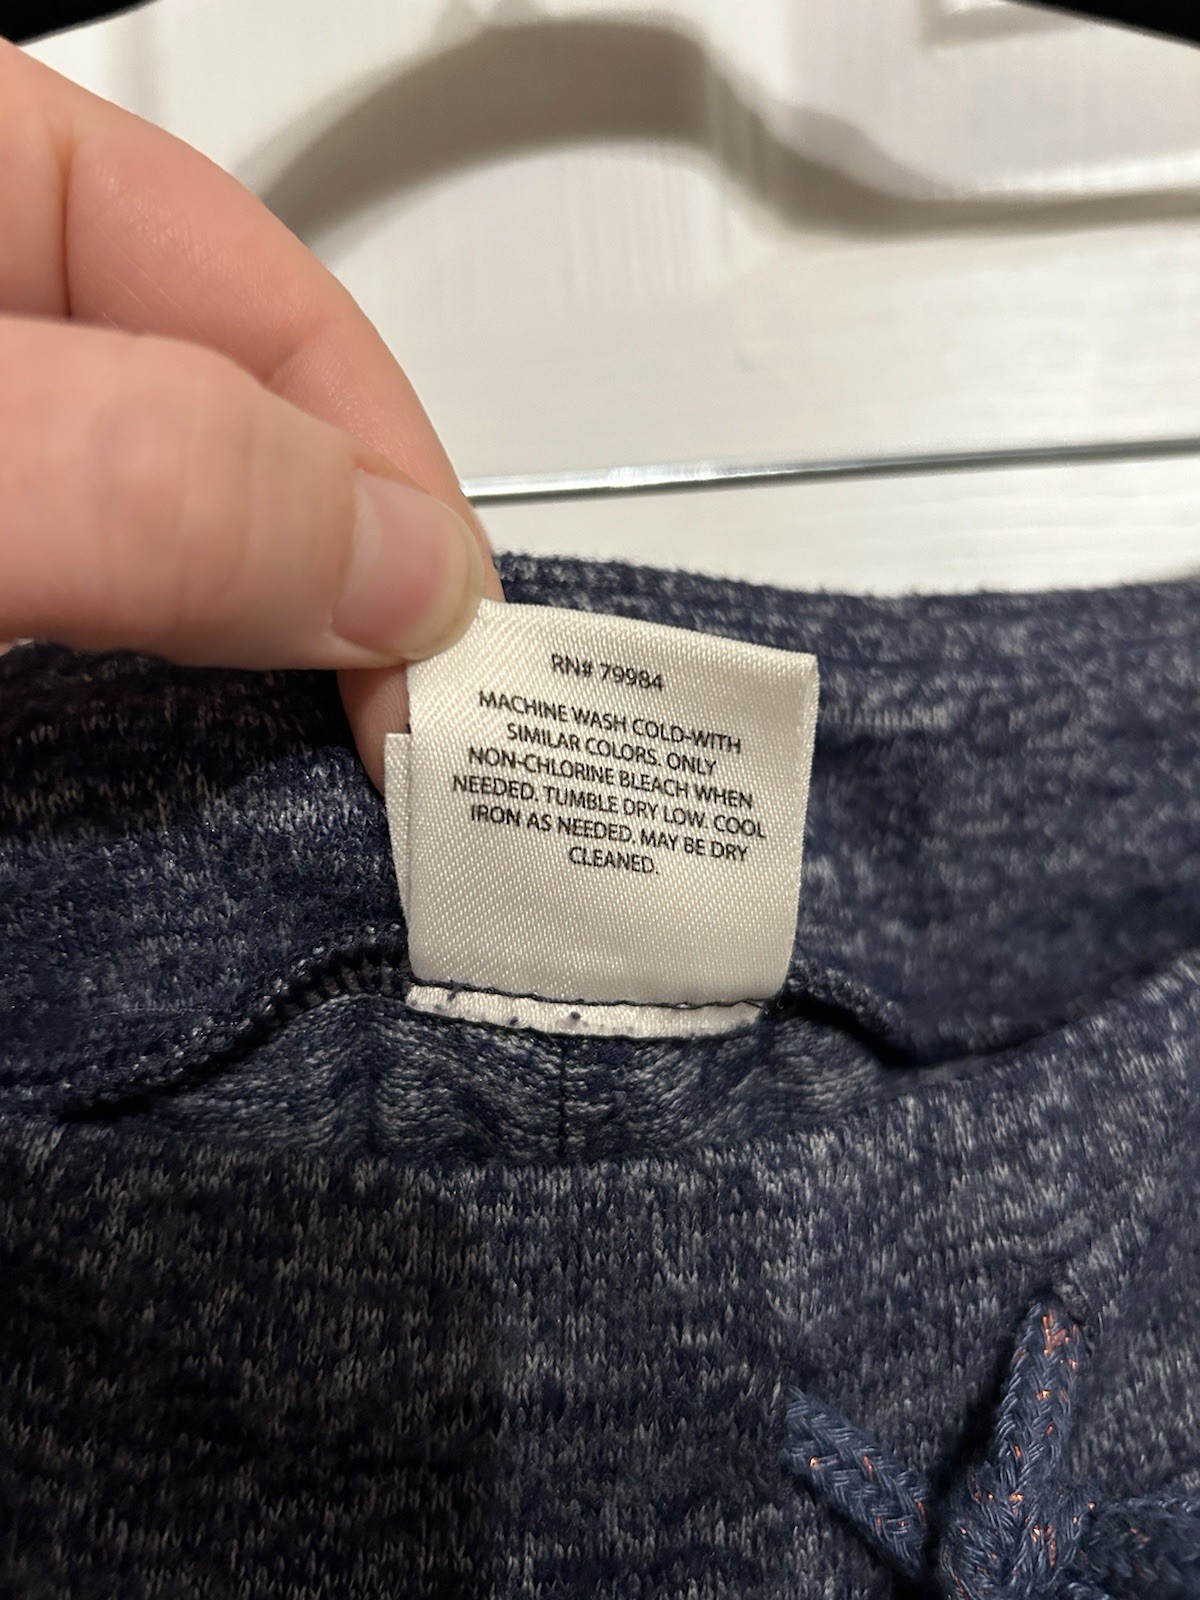 RN# 79984
MACHINE WASH COLD-WITH
SIMILAR COLORS. ONLY
NON-CHLORINE BLEACH WHEN
NEEDED. TUMBLE DRY LOW. COOL
IRON AS NEEDED. MAY BE DRY
CLEANED.